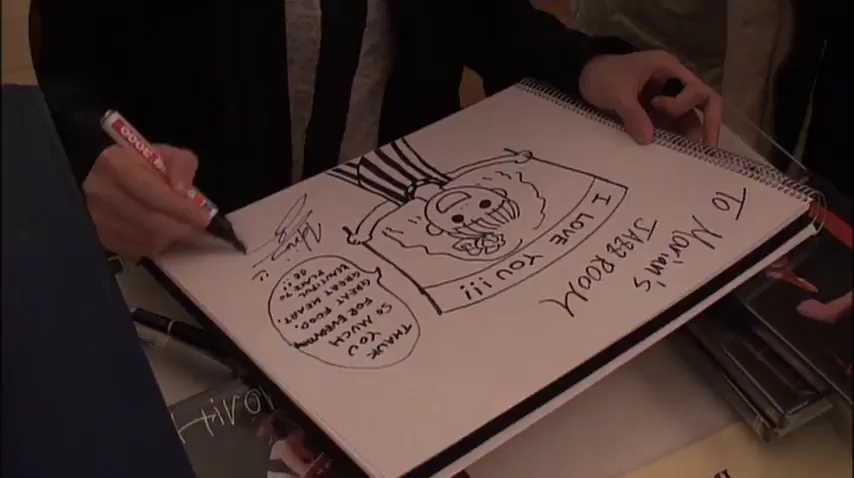 To Marian's
JAZZ ROOM
I LOVE YOU!!!
THANK
YOU
SO MUCH
FOR EVERYTHING
GREAT FOOD,
GREAT HEART,
BEAUTIFUL
PLACE TO
BE!!
3000